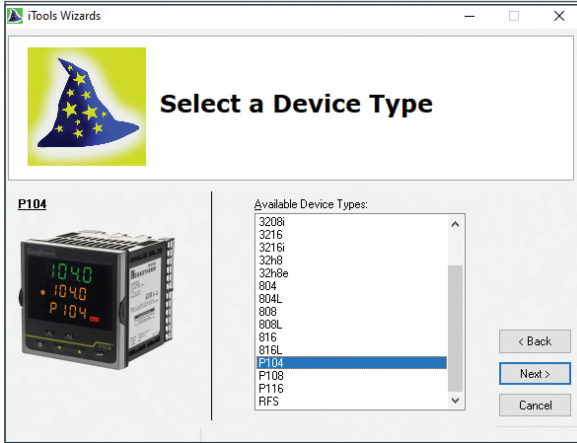 iTools Wizards
Select a Device Type
P104
Available Device Types:
3208i
3216
3216i
32h8
32h8e
804
804L
808
808L
816
816L
P104
P108
P116
RFS
Eurotherm
104.0
104.0
P104
< Back
Next >
Cancel